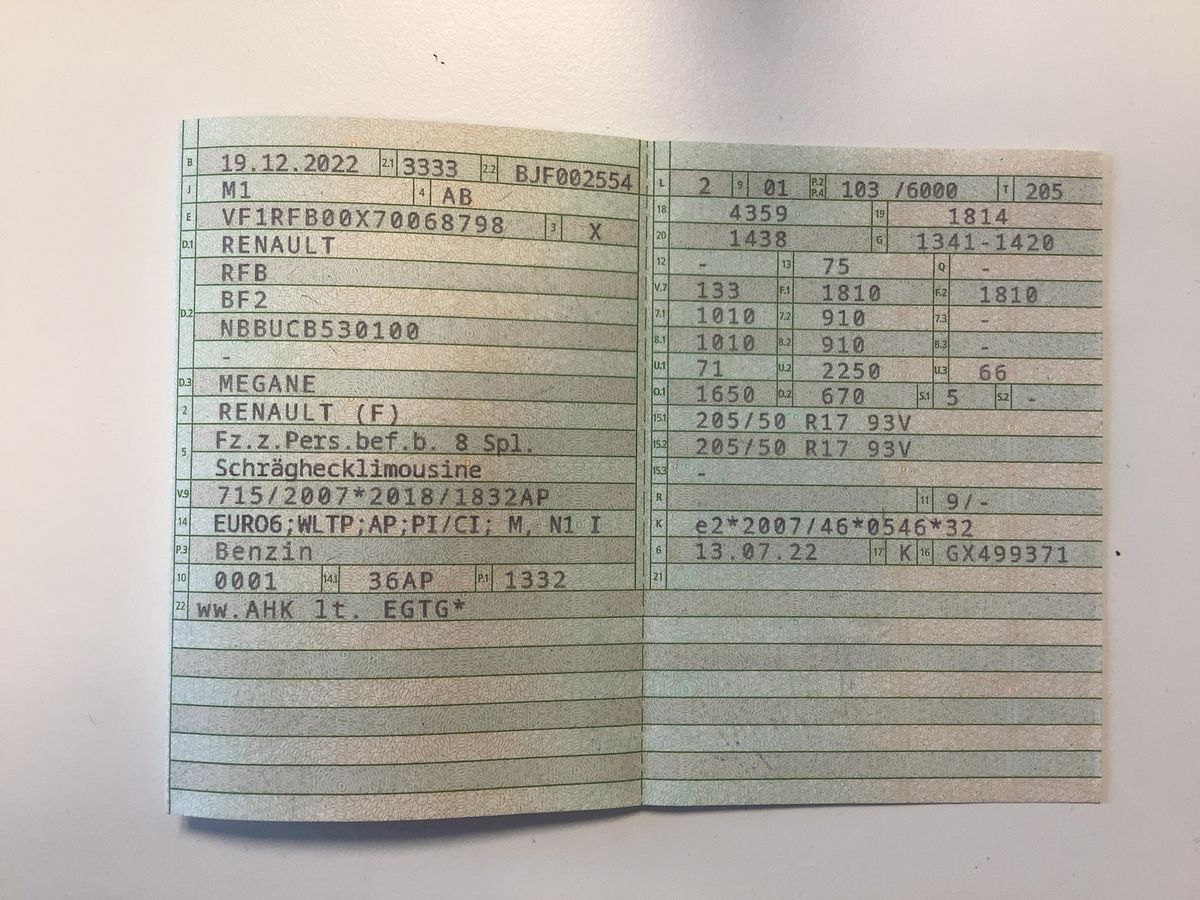 B 19.12.2022 2.1 3333 2.2 BJF002554
J M1 4 AB
E VF1RFB00X70068798 3 X
D.1 RENAULT
RFB
BF2
D.2
NBBUCB530100
-
D.3 MEGANE
2 RENAULT (F)
Fz.z.Pers.bef.b. 8 Spl.
5
Schräghecklimousine
V.9 715/2007*2018/1832AP
14 EURO6;WLTP;AP;PI/CI; M, N1 I
P.3 Benzin
10 0001 14.1 36AP P.1 1332
22 ww.AHK lt. EGTG*
L 2 9 01 P.2 P.4 103 /6000 T 205
18 4359 19 1814
20 1438 G 1341-1420
12 - 13 75 Q -
V.7 133 F.1 1810 F.2 1810
7.1 1010 7.2 910 7.3 -
8.1 1010 8.2 910 8.3 -
U.1 71 U.2 2250 U.3 66
O.1 1650 O.2 670 S.1 5 S.2 -
15.1 205/50 R17 93V
15.2 205/50 R17 93V
15.3 -
R 11 9/-
K e2*2007/46*0546*32
6 13.07.22 17 K 16 GX499371
21